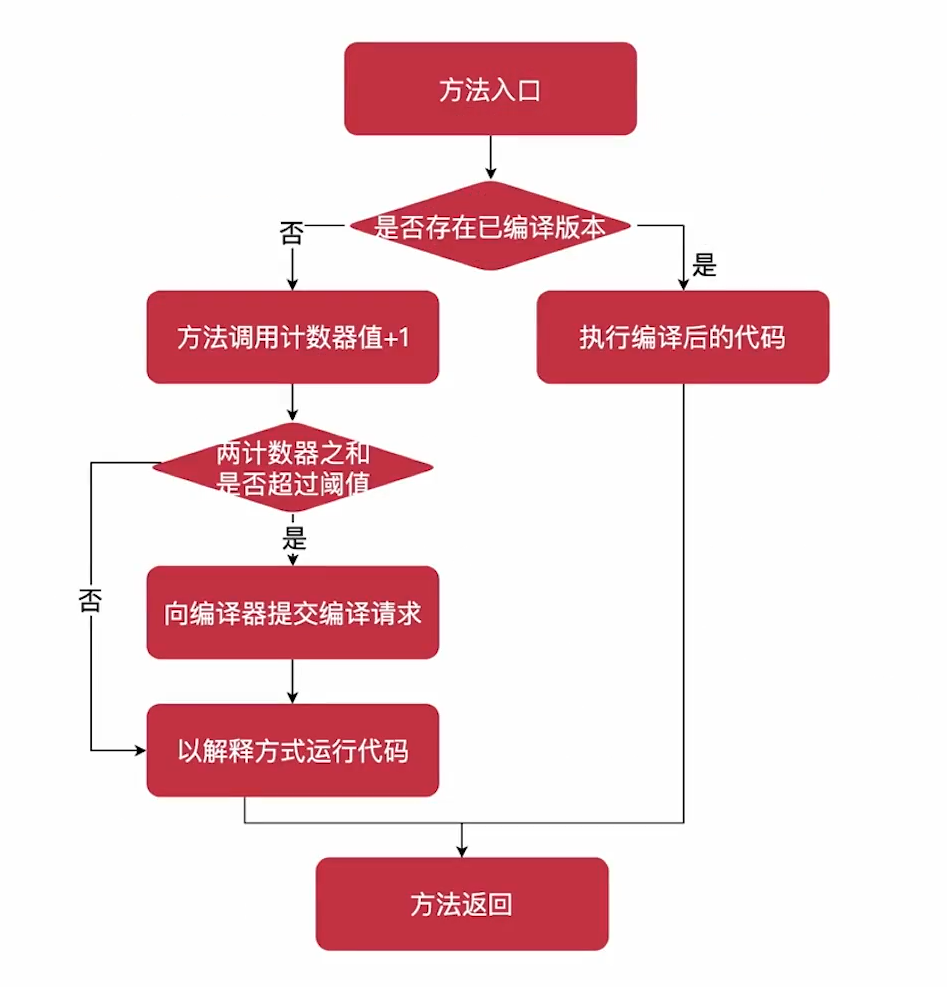 方法入口
是否存在已编译版本
否
是
方法调用计数器值+1
执行编译后的代码
两计数器之和
是否超过阈值
是
否
向编译器提交编译请求
以解释方式运行代码
方法返回